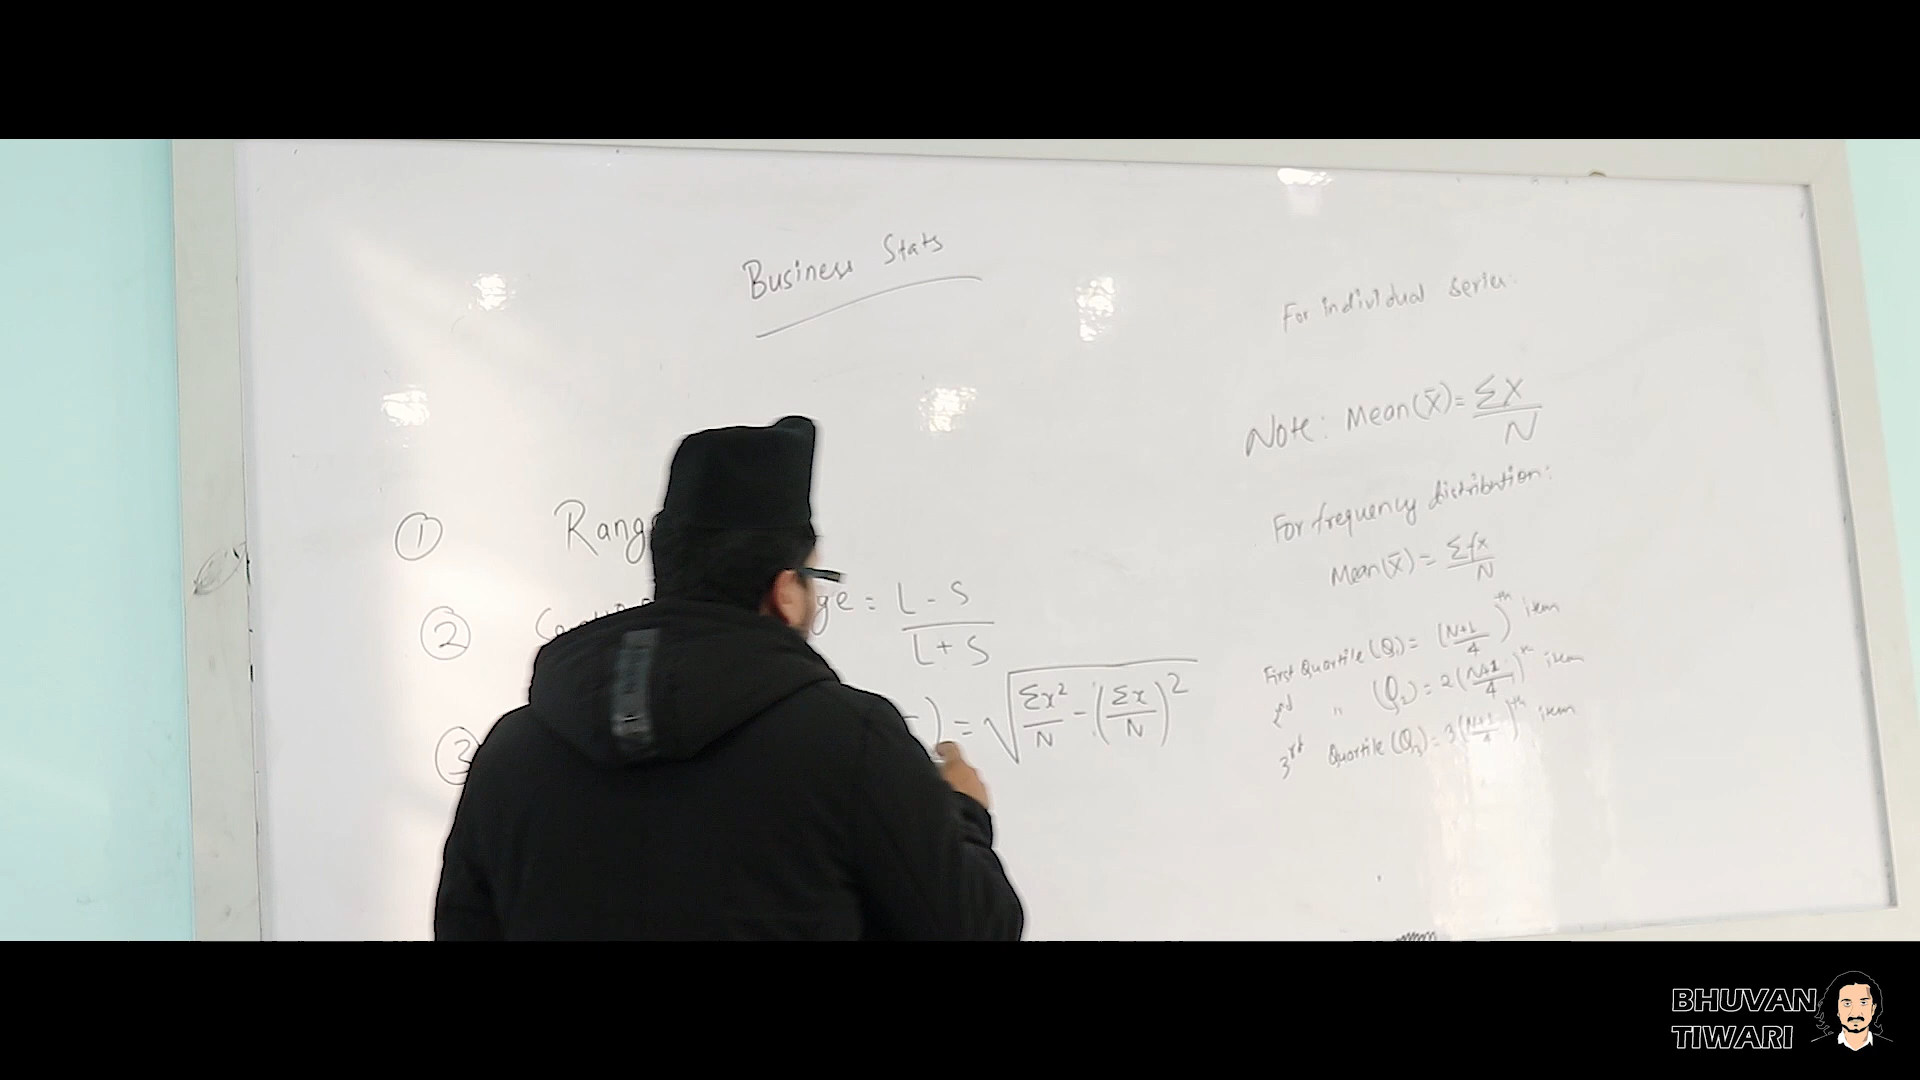 Business Stats
① Rang
② ge = L - S / L + S
③ ) = √(Σx²/N - (Σx/N)²)
For individual series:
Note: Mean(X̄) = ΣX/N
For frequency distribution:
Mean(X̄) = Σfx/N
First Quartile (Q₁) = (N+1/4)th item
2nd " (Q₂) = 2(N+1/4)th item
3rd Quartile (Q₃) = 3(N+1/4)th item
BHUVAN
TIWARI